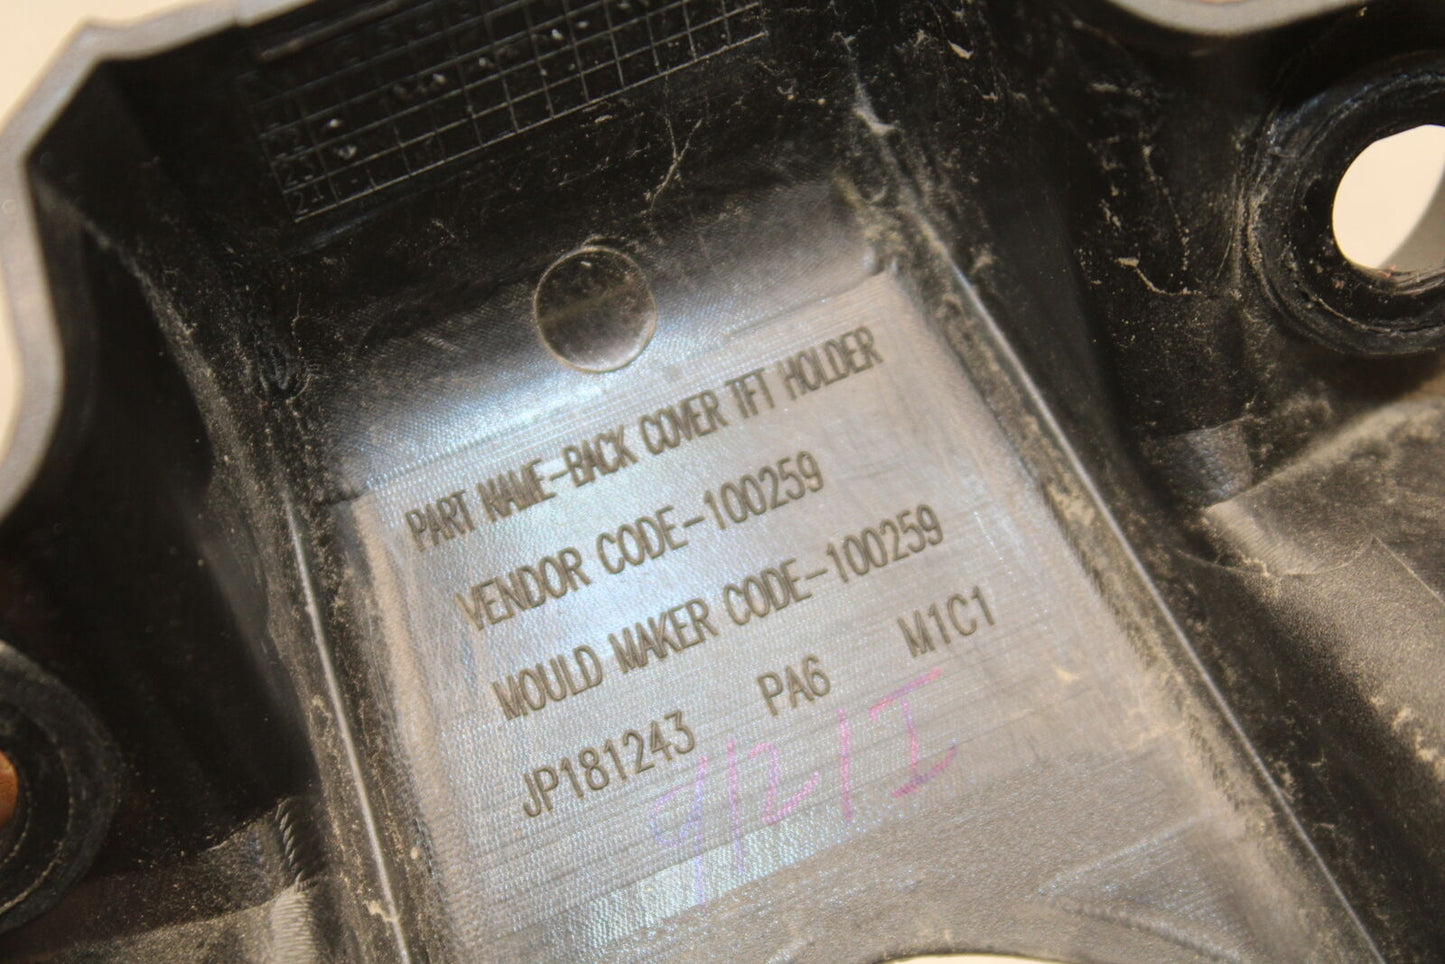 PART NAME-BACK COVER TFT HOLDER
VENDOR CODE-100259
MOULD MAKER CODE-100259
JP181243 PA6 M1C1